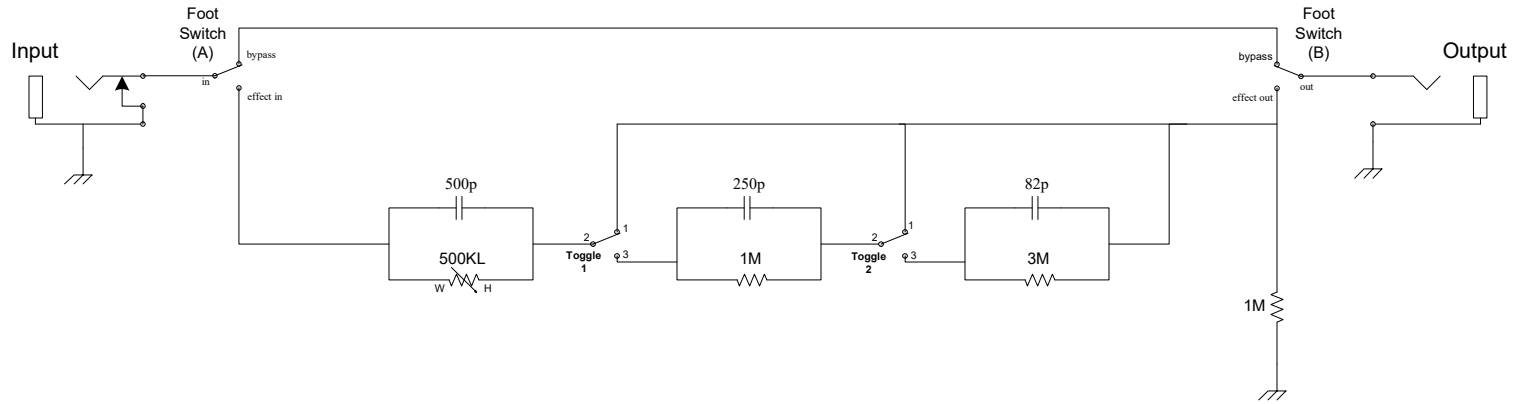 Input
Foot
Switch
(A)
bypass
in
effect in
Foot
Switch
(B)
Output
bypass
out
effect out
500p
500KL
W
H
2
1
3
Toggle
1
250p
1M
2
1
3
Toggle
2
82p
3M
1M